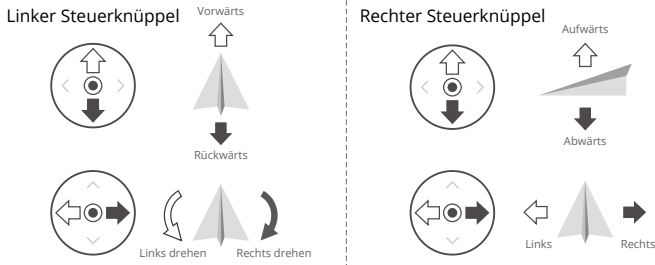 Linker Steuerknüppel
Vorwärts
Rückwärts
Links drehen
Rechts drehen
Rechter Steuerknüppel
Aufwärts
Abwärts
Links
Rechts